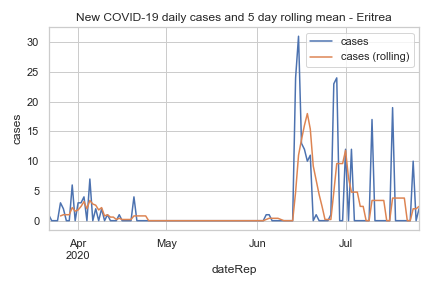 New COVID-19 daily cases and 5 day rolling mean - Eritrea
cases
cases (rolling)
30
25
20
15
10
5
0
cases
Apr
2020
May
Jun
Jul
dateRep